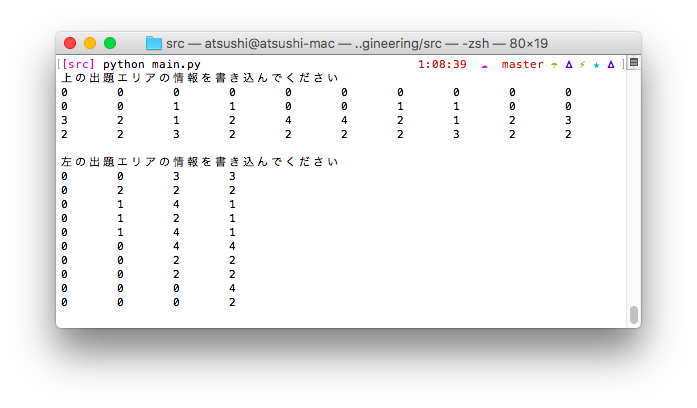 src — atsushi@atsushi-mac — ..gineering/src — -zsh — 80×19
[[src] python main.py 1:08:39 ☁ master ☂ ∆ ⚡ ★ ∆ ]
上の出題エリアの情報を書き込んでください
0 0 0 0 0 0 0 0 0 0
0 0 1 1 0 0 1 1 0 0
3 2 1 2 4 4 2 1 2 3
2 2 3 2 2 2 2 3 2 2
左の出題エリアの情報を書き込んでください
0 0 3 3
0 2 2 2
0 1 4 1
0 1 2 1
0 1 4 1
0 0 4 4
0 0 2 2
0 0 2 2
0 0 0 4
0 0 0 2